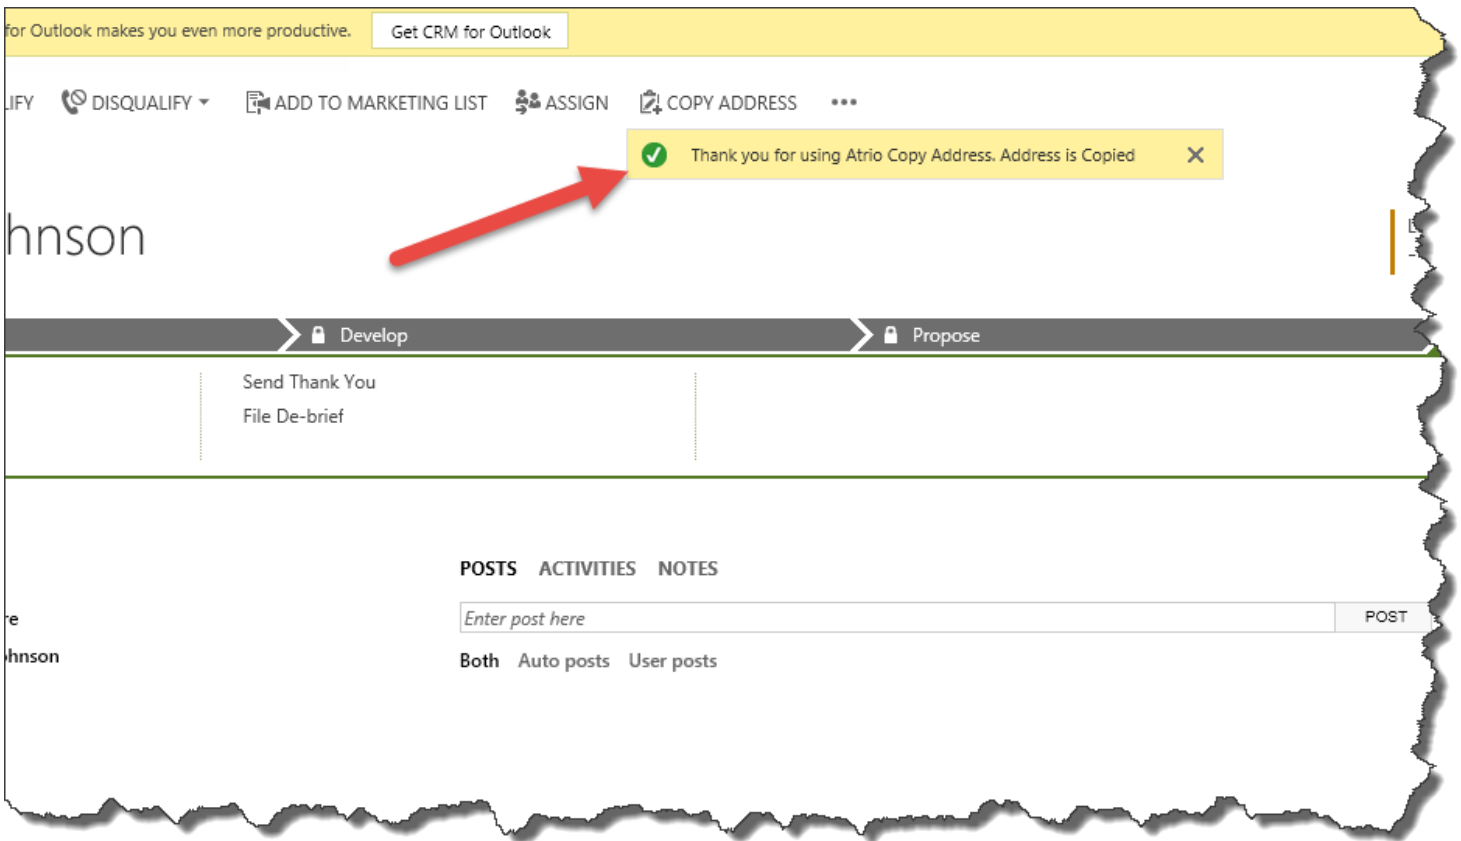 for Outlook makes you even more productive. Get CRM for Outlook
LIFY DISQUALIFY ADD TO MARKETING LIST ASSIGN COPY ADDRESS •••
Thank you for using Atrio Copy Address. Address is Copied
hnson
Develop Propose
Send Thank You
File De-brief
POSTS ACTIVITIES NOTES
re
Enter post here POST
hnson
Both Auto posts User posts